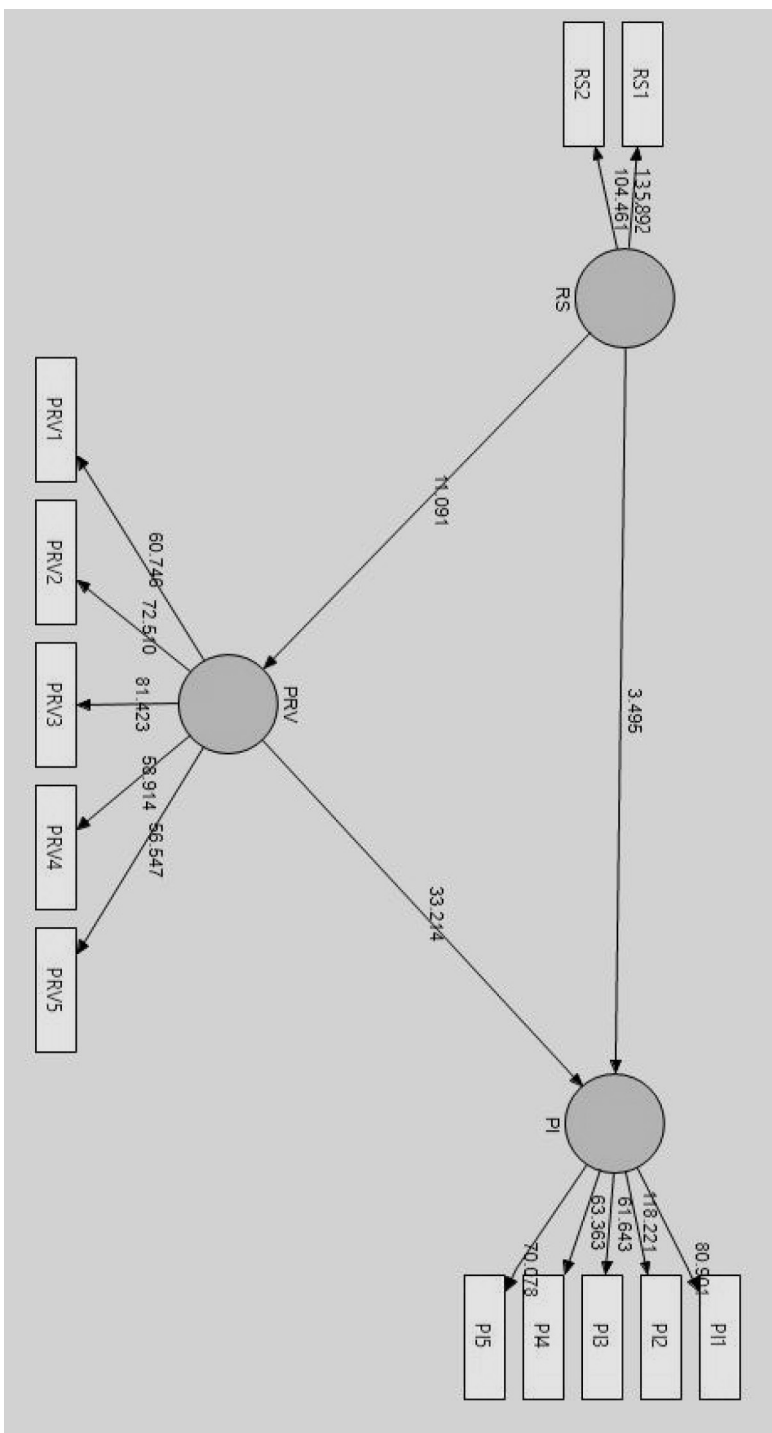 RS1
RS2
135.892
104.461
RS
3.495
11.091
33.214
PI
80.901
118.221
61.643
63.363
70.078
PI1
PI2
PI3
PI4
PI5
PRV
60.746
72.510
81.423
58.914
56.547
PRV1
PRV2
PRV3
PRV4
PRV5